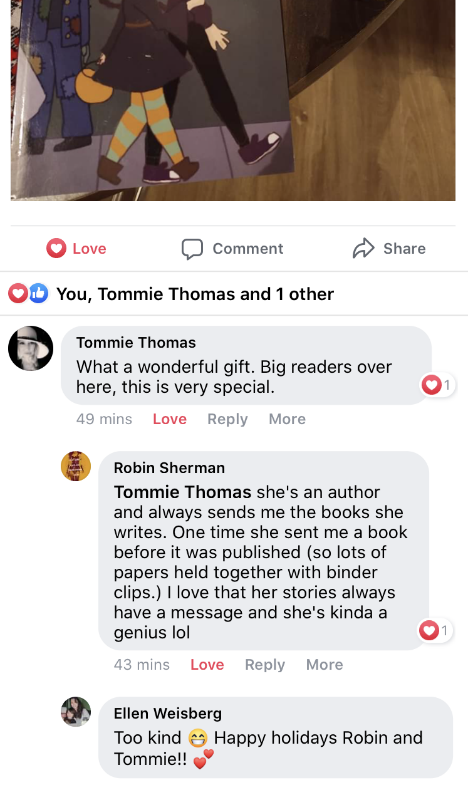 Love Comment Share
You, Tommie Thomas and 1 other
Tommie Thomas
What a wonderful gift. Big readers over
here, this is very special.
1
49 mins Love Reply More
Robin Sherman
Tommie Thomas she's an author
and always sends me the books she
writes. One time she sent me a book
before it was published (so lots of
papers held together with binder
clips.) I love that her stories always
have a message and she's kinda a
genius lol
1
43 mins Love Reply More
Ellen Weisberg
Too kind 😁 Happy holidays Robin and
Tommie!! 💕